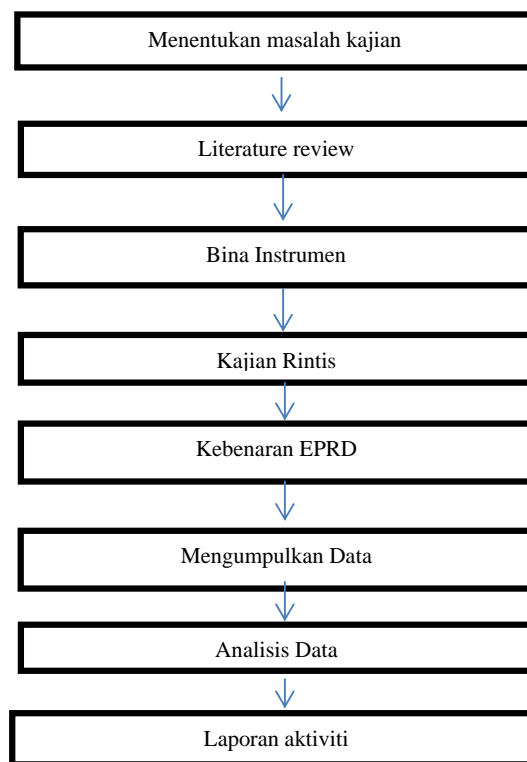 Menentukan masalah kajian
Literature review
Bina Instrumen
Kajian Rintis
Kebenaran EPRD
Mengumpulkan Data
Analisis Data
Laporan aktiviti